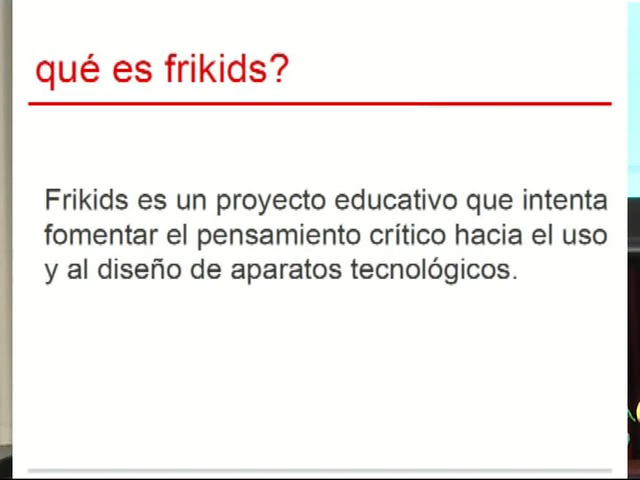 qué es frikids?
Frikids es un proyecto educativo que intenta
fomentar el pensamiento crítico hacia el uso
y al diseño de aparatos tecnológicos.